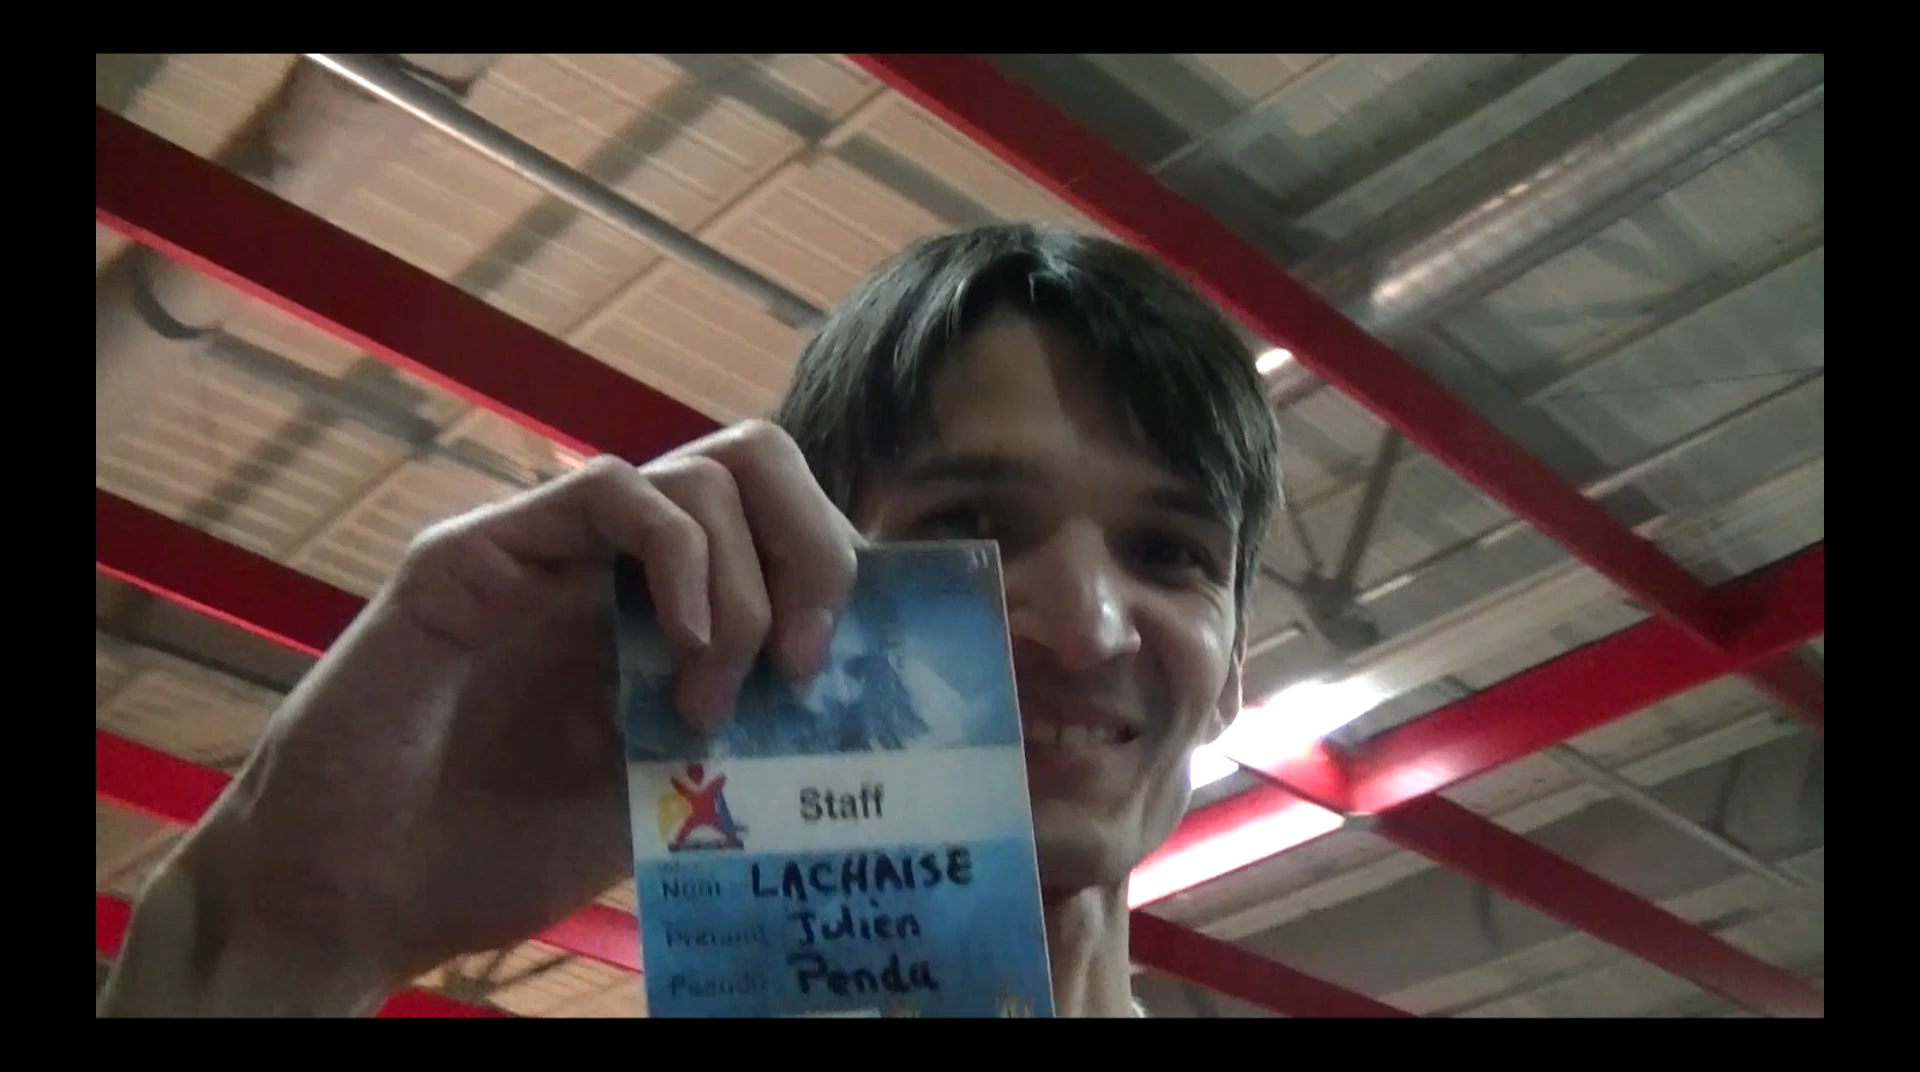 Staff
Nom : LACHAISE
Prénom : Julien
Pseudo : Pendu